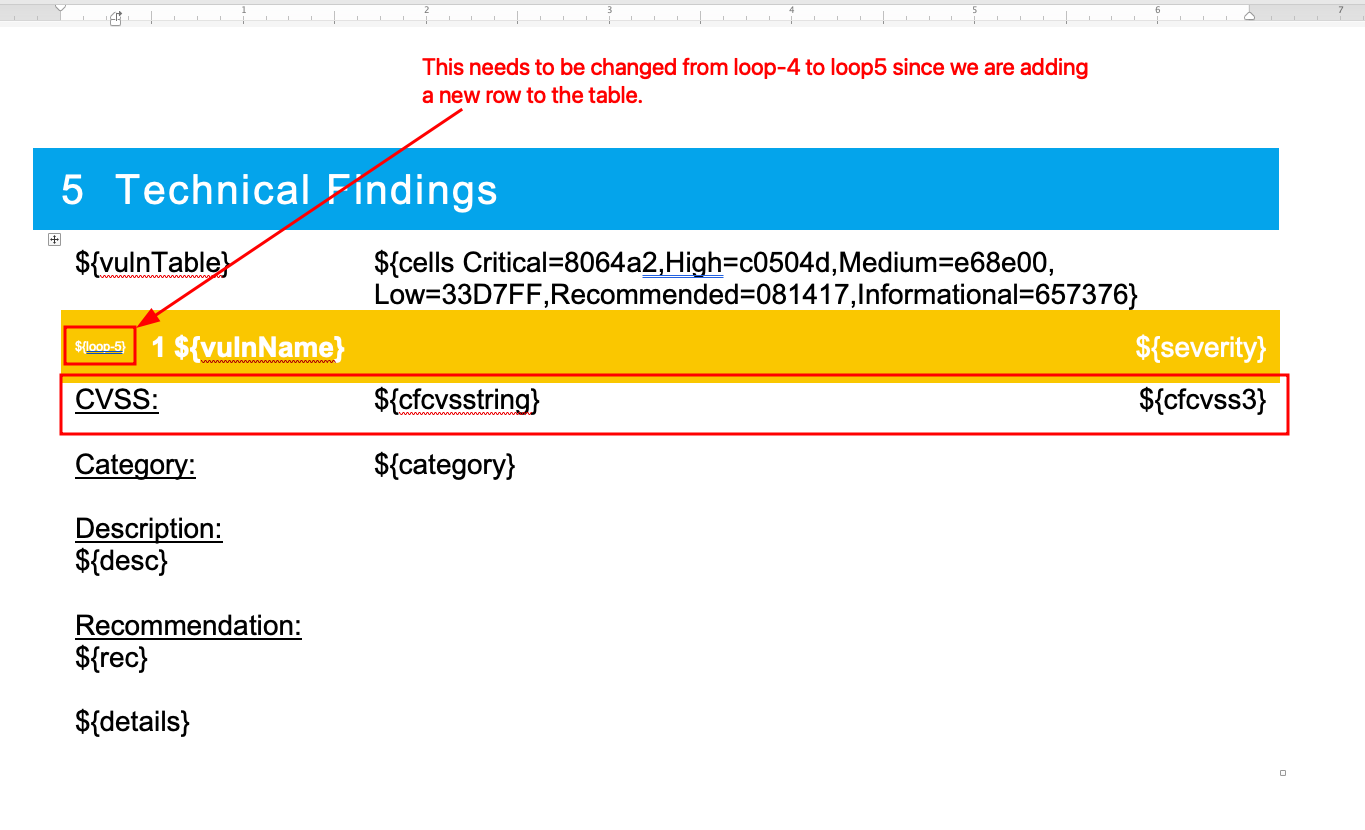 1 2 3 4 5 6 7
This needs to be changed from loop-4 to loop5 since we are adding
a new row to the table.
5 Technical Findings
${vulnTable} ${cells Critical=8064a2,High=c0504d,Medium=e68e00,
Low=33D7FF,Recommended=081417,Informational=657376}
${loop-5} 1 ${vulnName} ${severity}
CVSS: ${cfcvsstring} ${cfcvss3}
Category: ${category}
Description:
${desc}
Recommendation:
${rec}
${details}